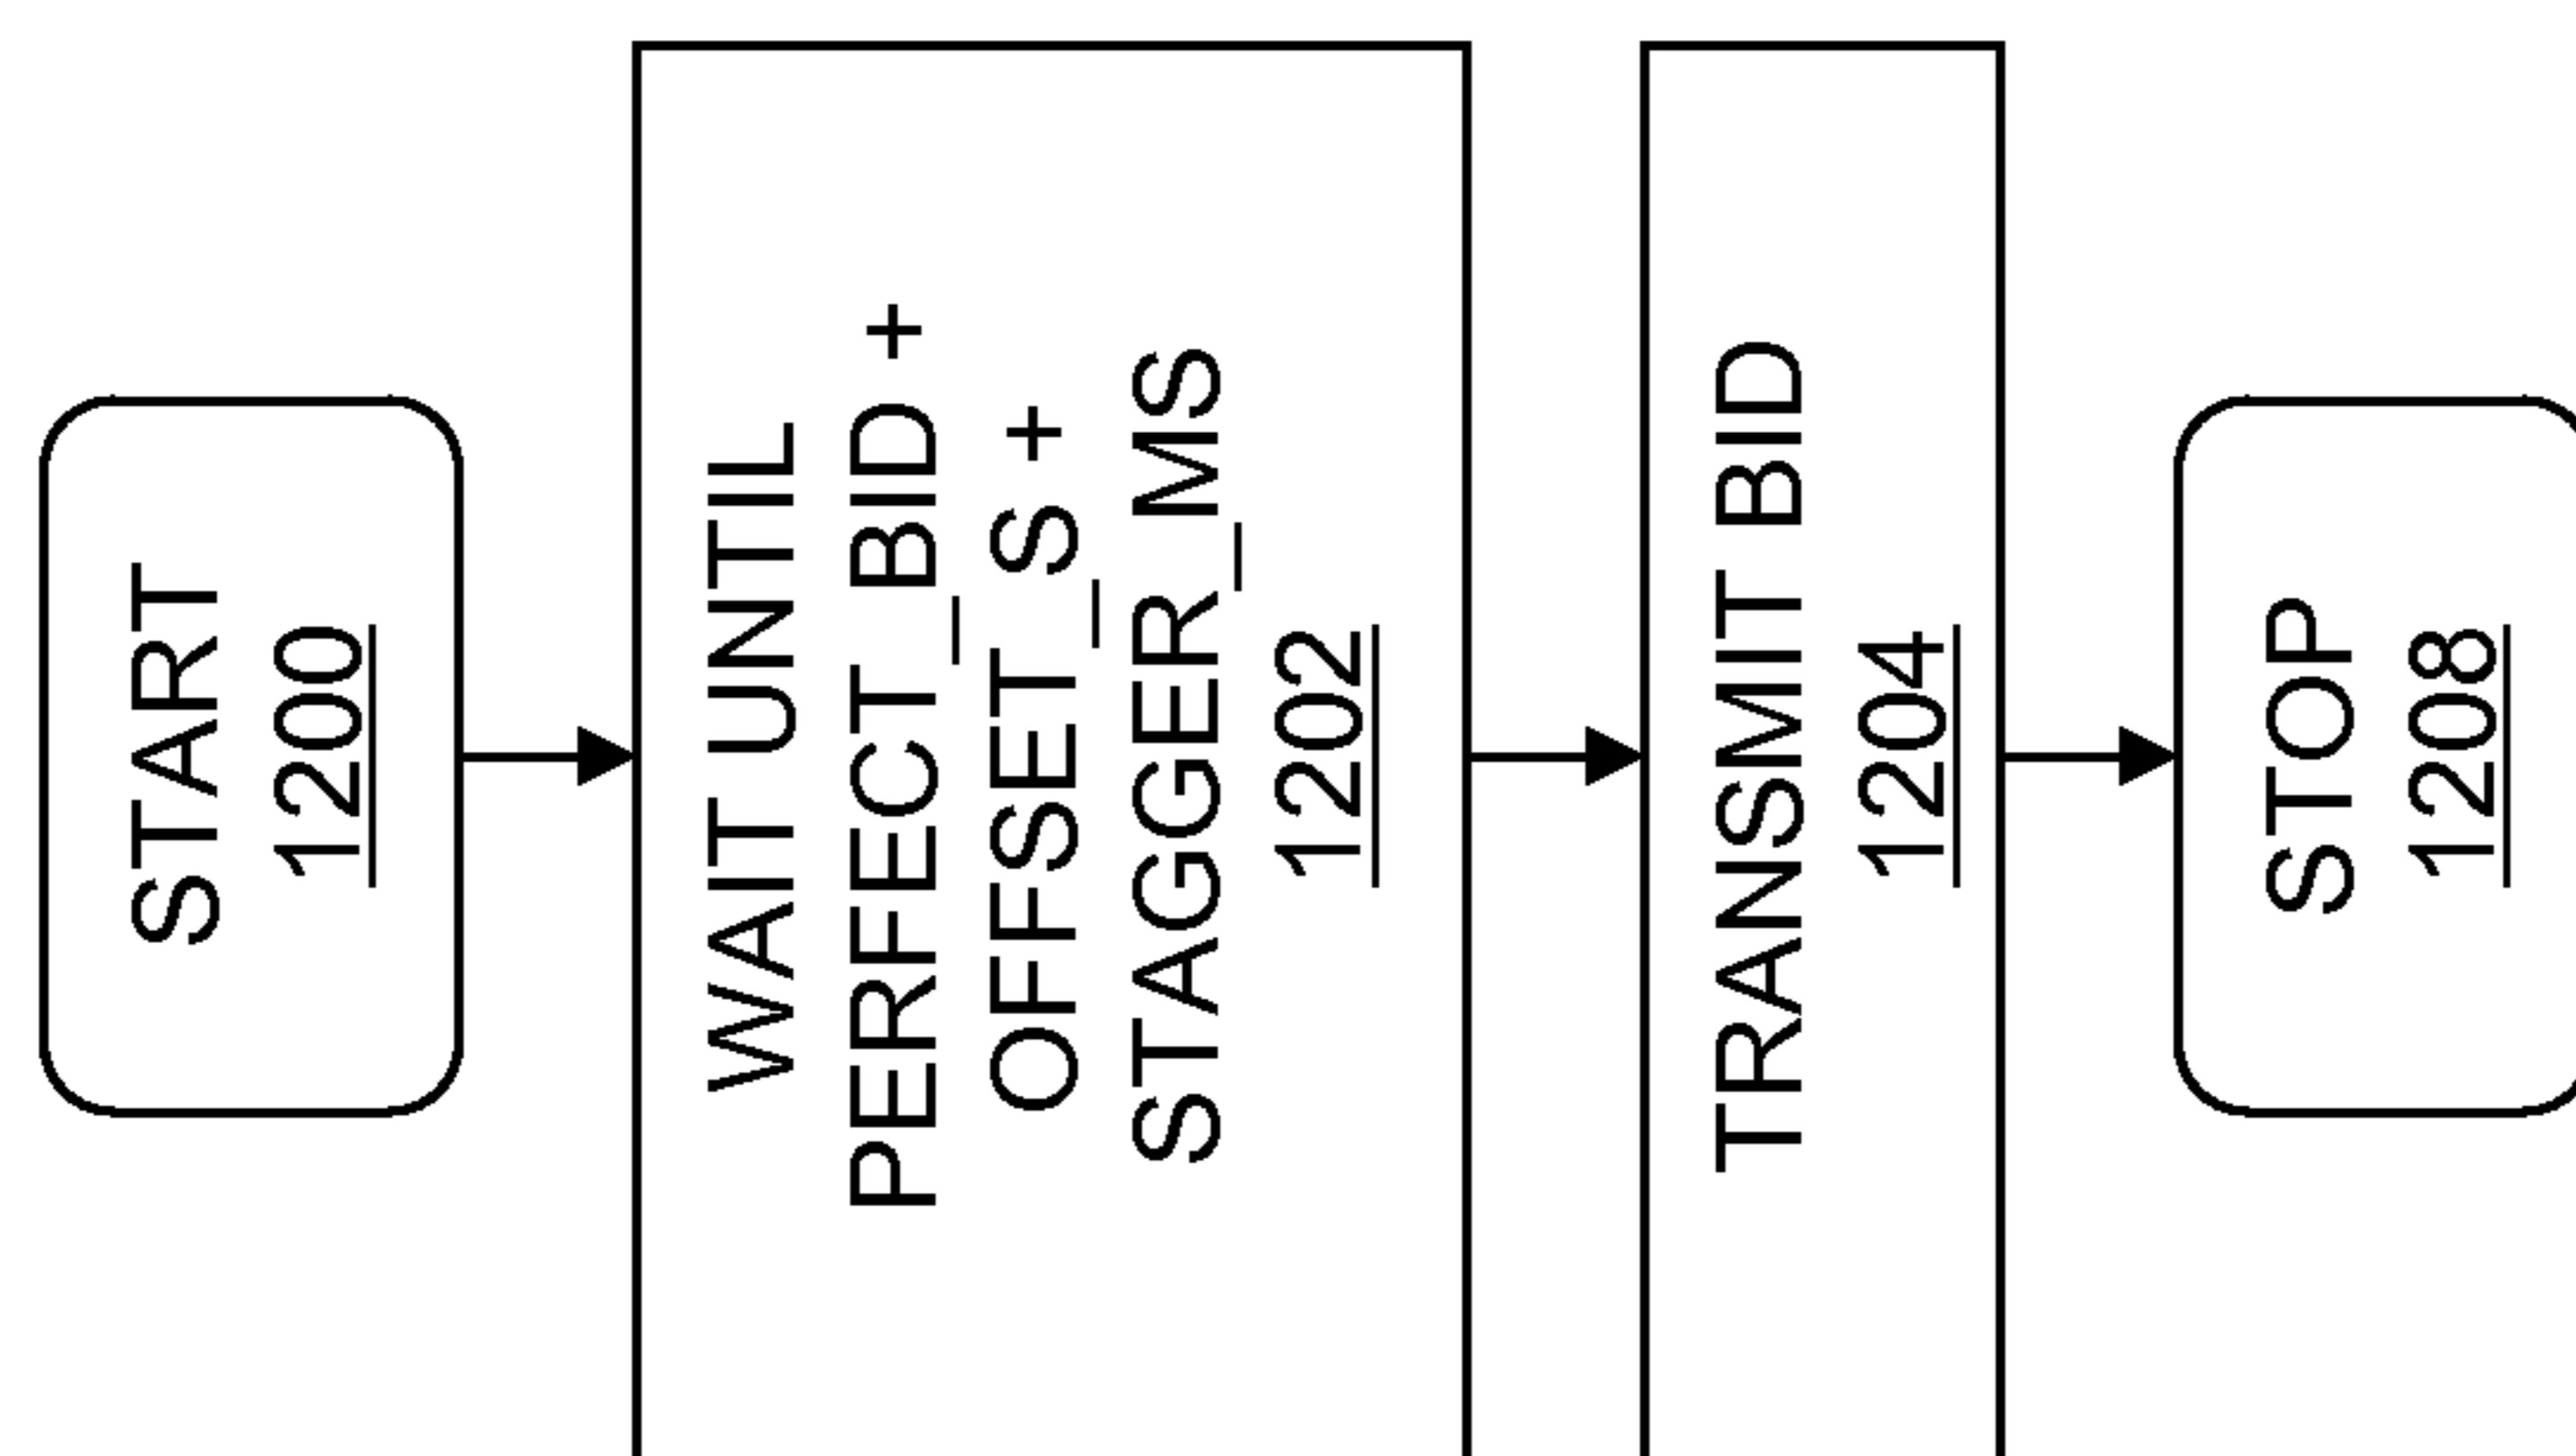 START
1200
WAIT UNTIL
PERFECT_BID +
OFFSET_S +
STAGGER_MS
1202
TRANSMIT BID
1204
STOP
1208